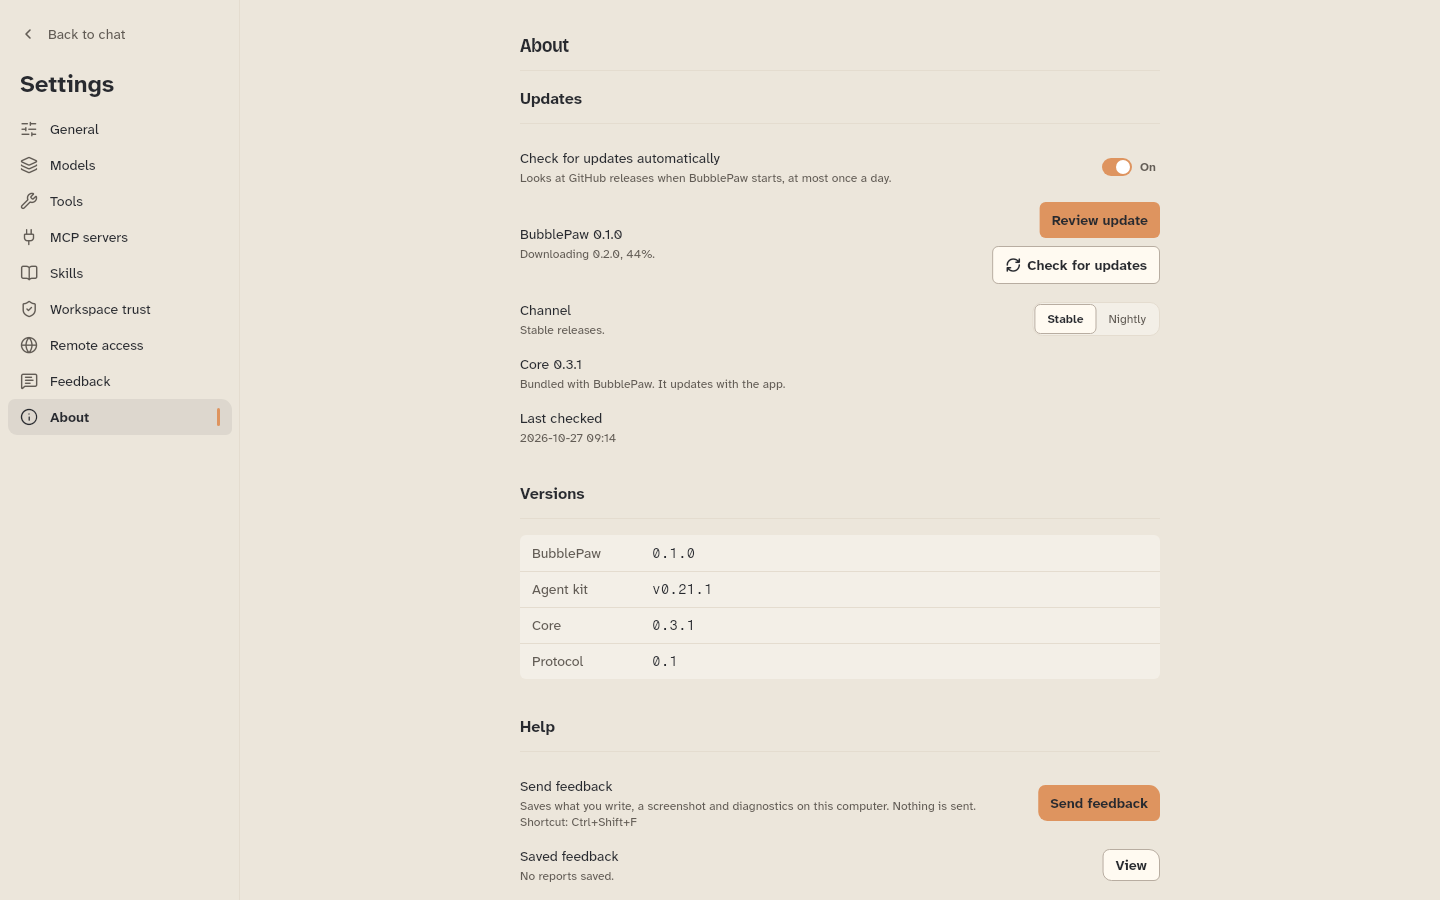 Back to chat
Settings
General
Models
Tools
MCP servers
Skills
Workspace trust
Remote access
Feedback
About
About
Updates
Check for updates automatically
Looks at GitHub releases when BubblePaw starts, at most once a day.
On
BubblePaw 0.1.0
Downloading 0.2.0, 44%.
Review update
Check for updates
Channel
Stable releases.
Stable
Nightly
Core 0.3.1
Bundled with BubblePaw. It updates with the app.
Last checked
2026-10-27 09:14
Versions
BubblePaw 0.1.0
Agent kit v0.21.1
Core 0.3.1
Protocol 0.1
Help
Send feedback
Saves what you write, a screenshot and diagnostics on this computer. Nothing is sent.
Shortcut: Ctrl+Shift+F
Send feedback
Saved feedback
No reports saved.
View